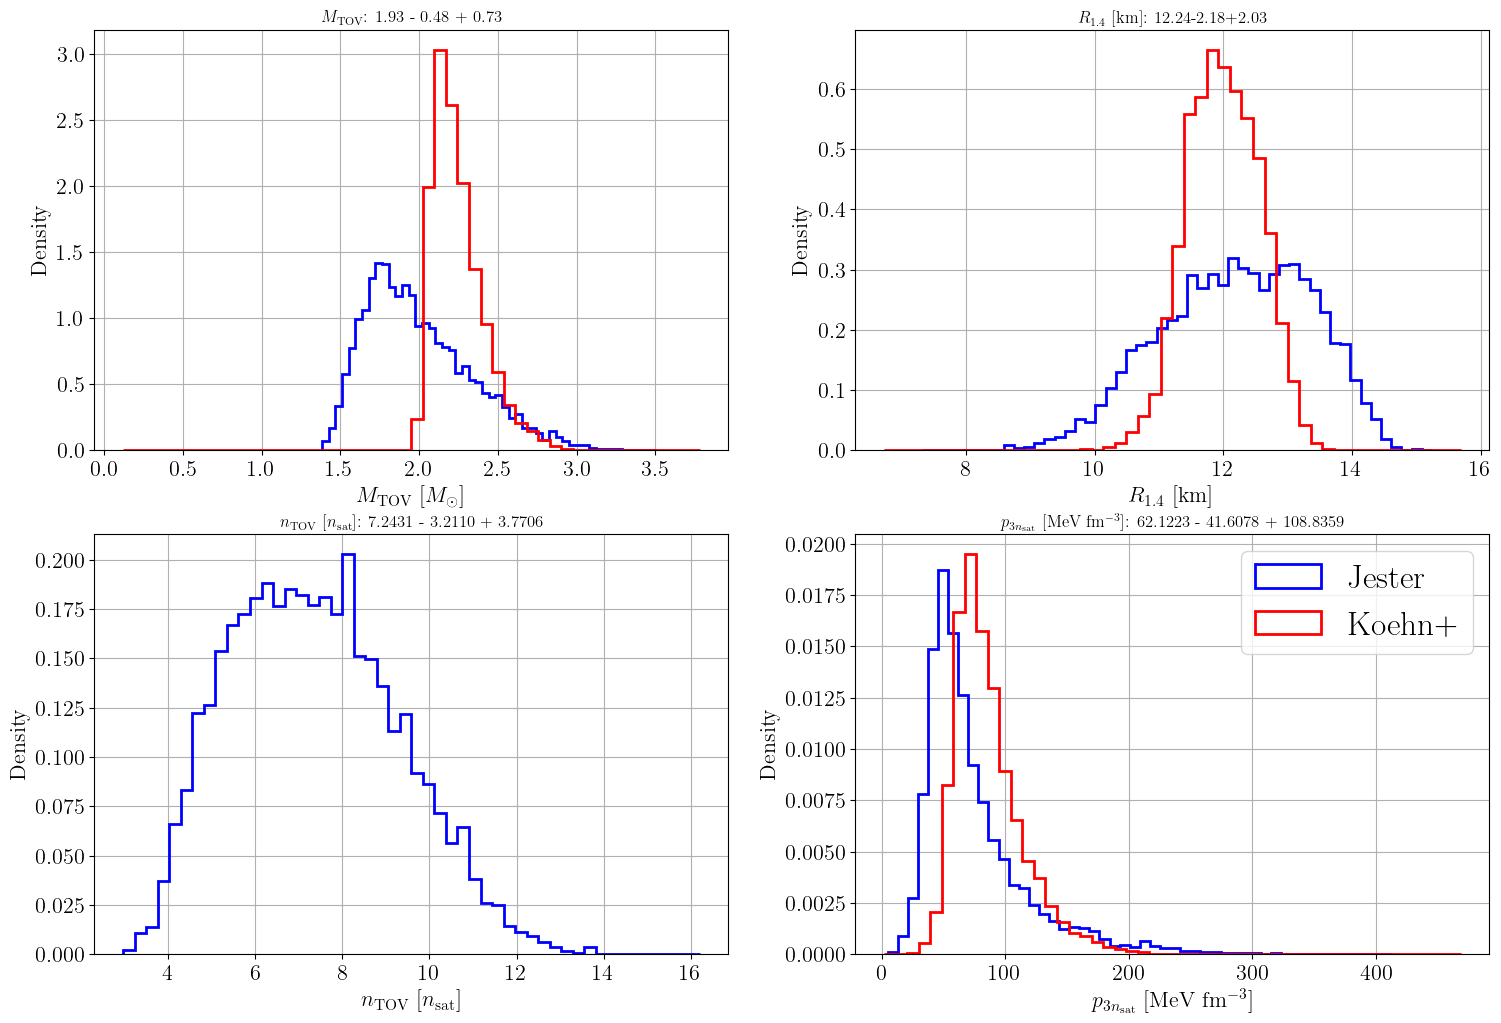 M_TOV: 1.93 - 0.48 + 0.73
3.0
2.5
2.0
1.5
1.0
0.5
0.0
Density
0.0 0.5 1.0 1.5 2.0 2.5 3.0 3.5
M_TOV [M_⊙]
R_1.4 [km]: 12.24-2.18+2.03
0.6
0.5
0.4
0.3
0.2
0.1
0.0
Density
8 10 12 14 16
R_1.4 [km]
n_TOV [n_sat]: 7.2431 - 3.2110 + 3.7706
0.200
0.175
0.150
0.125
0.100
0.075
0.050
0.025
0.000
Density
4 6 8 10 12 14 16
n_TOV [n_sat]
p_3n_sat [MeV fm⁻³]: 62.1223 - 41.6078 + 108.8359
0.0200
0.0175
0.0150
0.0125
0.0100
0.0075
0.0050
0.0025
0.0000
Density
Jester
Koehn+
0 100 200 300 400
p_3n_sat [MeV fm⁻³]